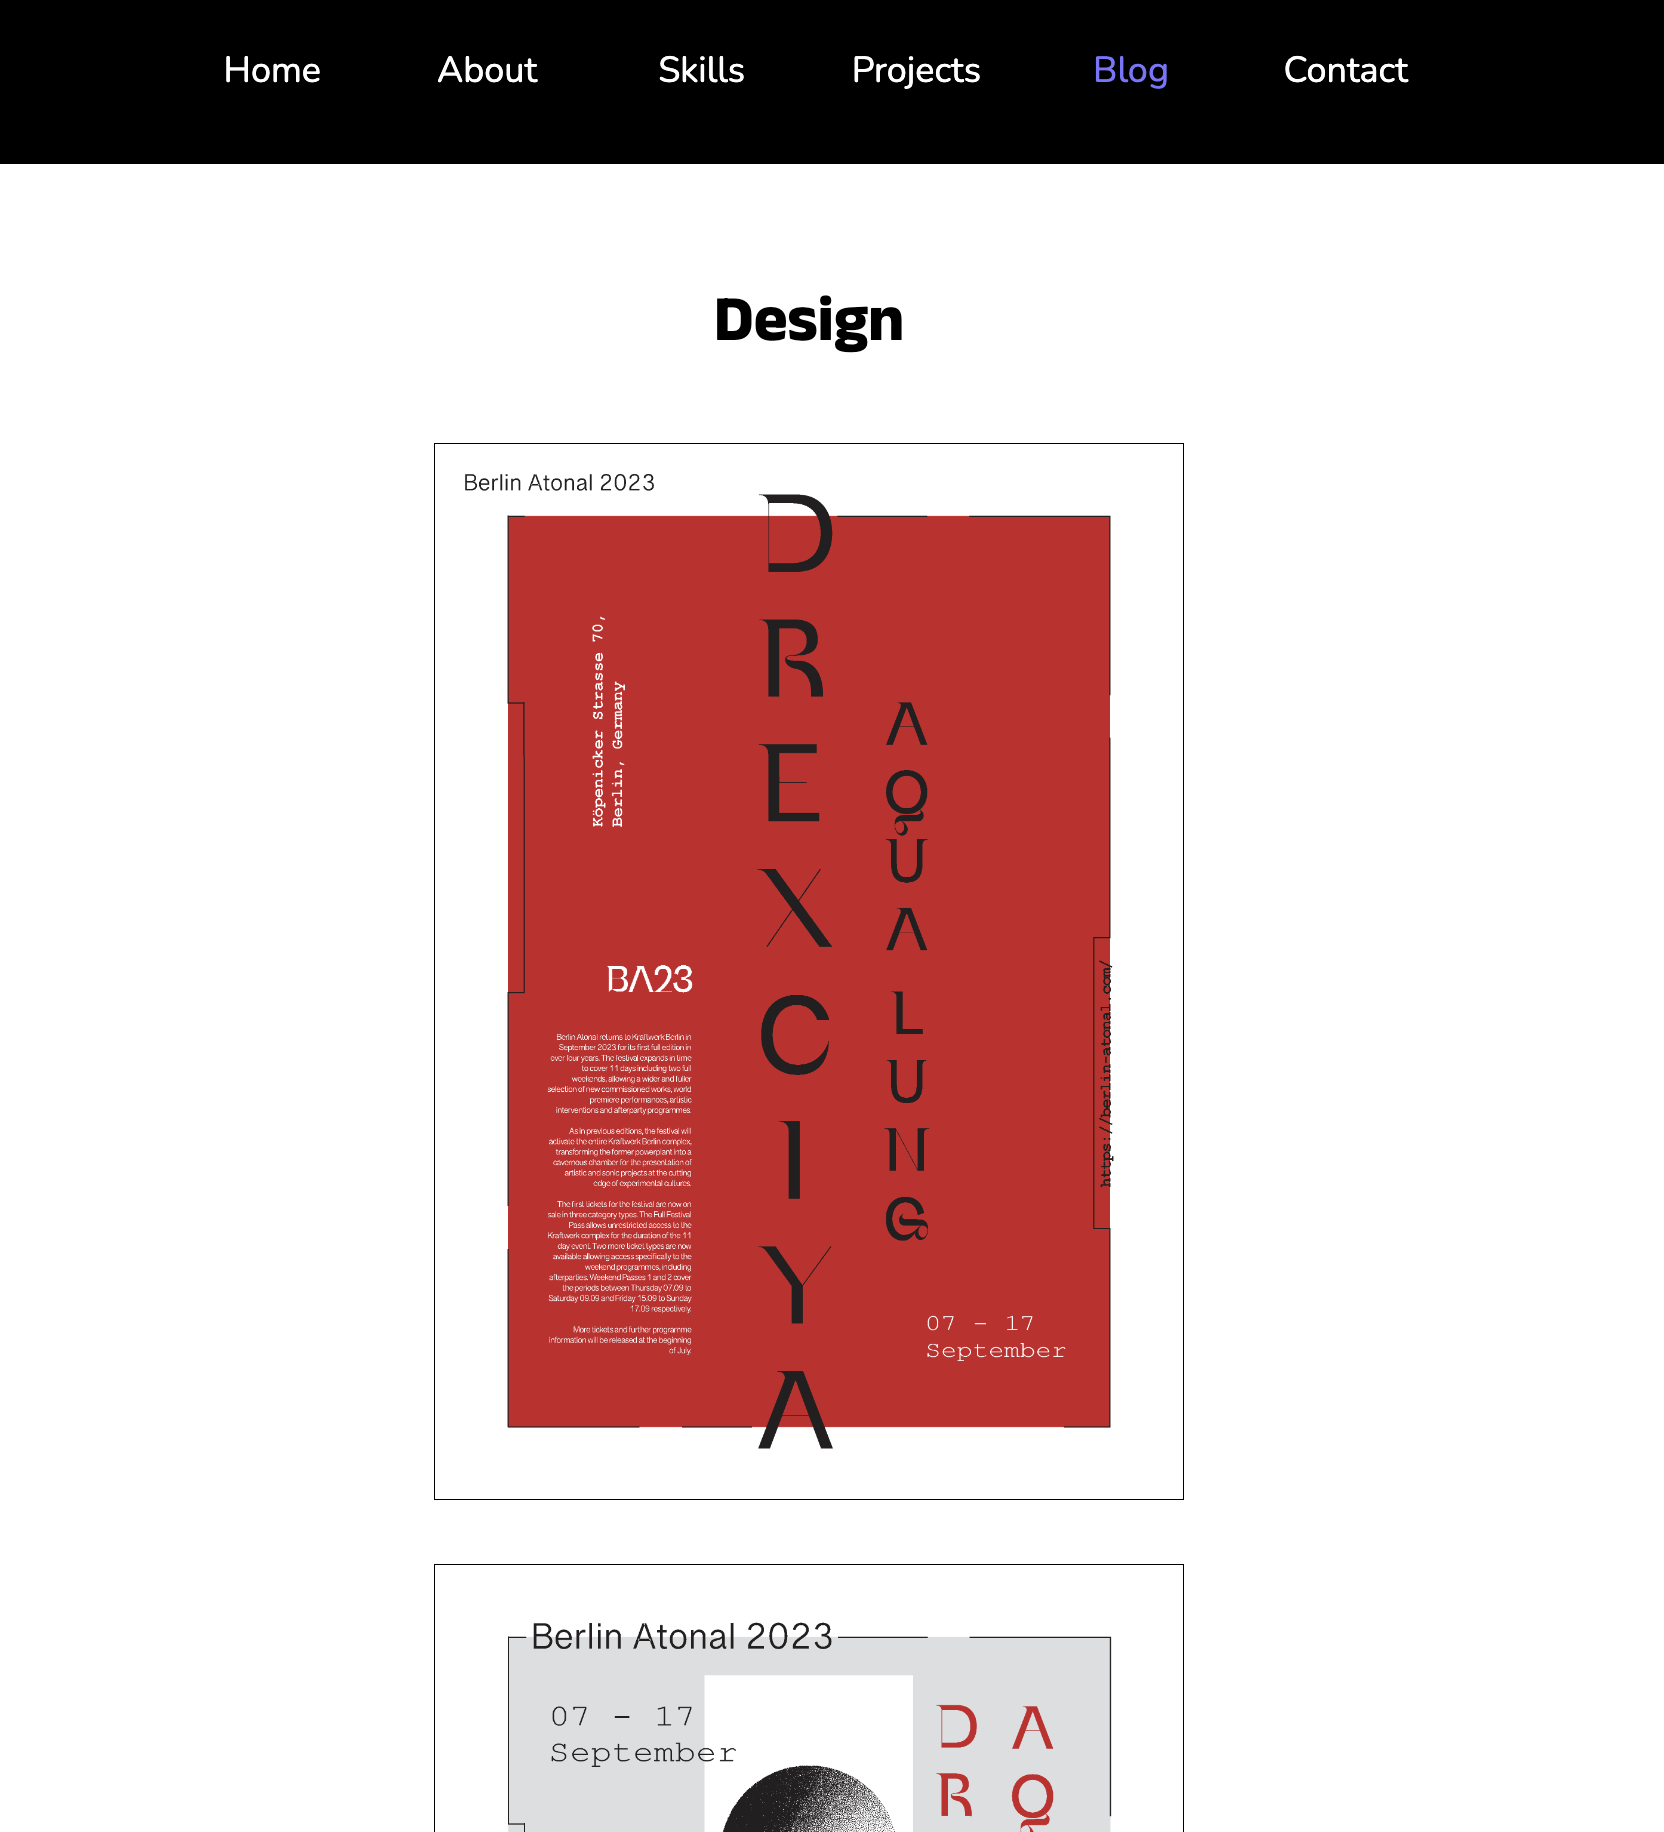 Home About Skills Projects Blog Contact
Design
Berlin Atonal 2023
DREXCIYA
AQUALUNG
Köpenicker Strasse 70,
Berlin, Germany
BA23
Berlin Atonal returns to Kraftwerk Berlin in
September 2023 for its first full edition in
over four years. The festival expands in time
to cover 11 days including two full
weekends, allowing a wider and fuller
selection of new commissioned works, world
premiere performances, artistic
interventions and afterparty programmes.
As in previous editions, the festival will
activate the entire Kraftwerk Berlin complex,
transforming the former powerplant into a
cavernous chamber for the presentation of
artistic and sonic projects at the cutting
edge of experimental cultures.
The first tickets for the festival are now on
sale in three category types. The Full Festival
Pass allows unrestricted access to the
Kraftwerk complex for the duration of the 11
day event. Two more ticket types are now
available allowing access specifically to the
weekend programmes, including
afterparties. Weekend Passes 1 and 2 cover
the periods between Thursday 07.09 to
Saturday 09.09 and Friday 15.09 to Sunday
17.09 respectively.
More tickets and further programme
information will be released at the beginning
of July.
https://berlin-atonal.com/
07 – 17
September
Berlin Atonal 2023
07 – 17
September
D A
R Q